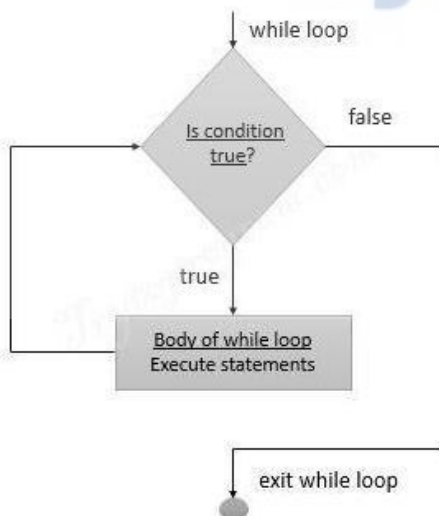 while loop
Is condition
true?
false
true
Body of while loop
Execute statements
exit while loop